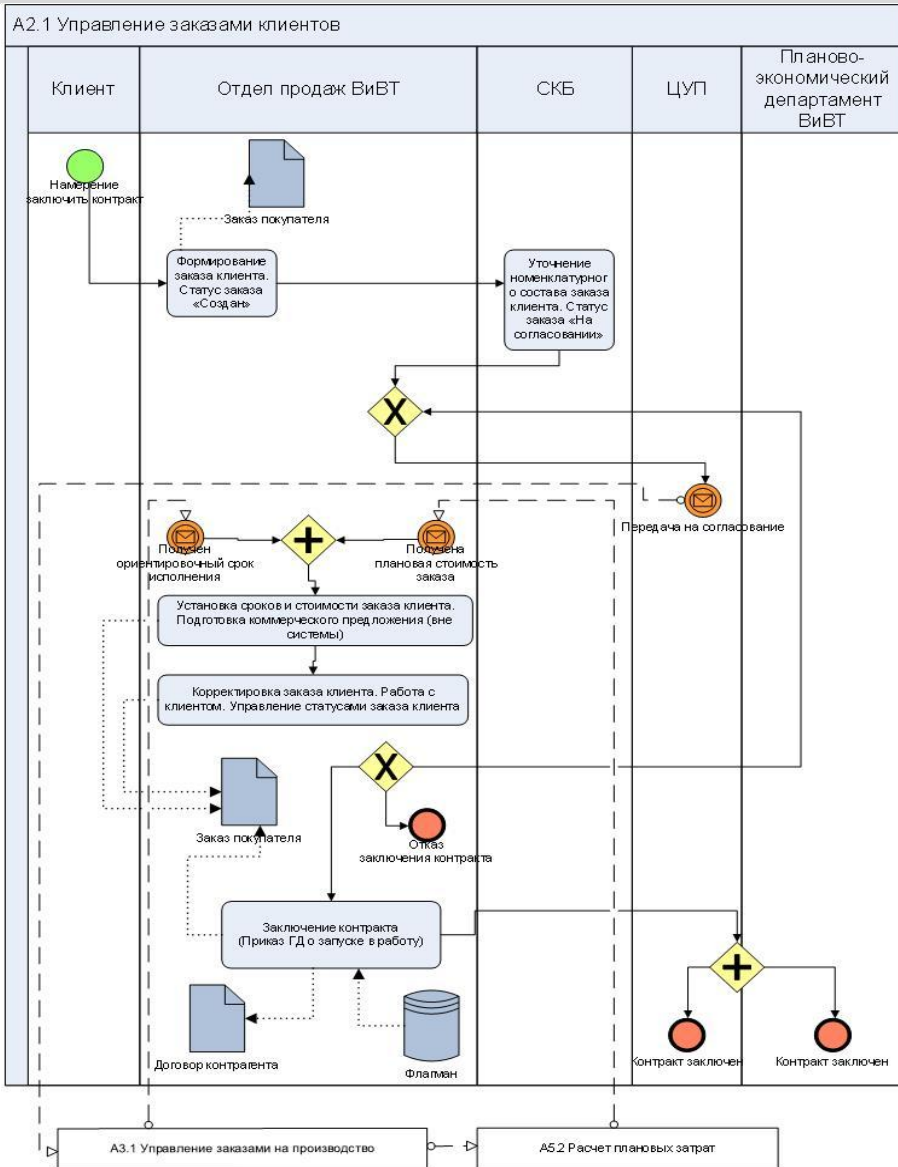 А2.1 Управление заказами клиентов
Клиент
Отдел продаж ВиВТ
СКБ
ЦУП
Планово-
экономический
департамент
ВиВТ
Намерение
заключить контракт
Заказ покупателя
Формирование
заказа клиента.
Статус заказа
«Создан»
Уточнение
номенклатурног
о состава заказа
клиента. Статус
заказа «На
согласовании»
Передача на согласование
Получен
ориентировочный срок
исполнения
Получена
плановая стоимость
заказа
Установка сроков и стоимости заказа клиента.
Подготовка коммерческого предложения (вне
системы)
Корректировка заказа клиента. Работа с
клиентом. Управление статусами заказа клиента
Заказ покупателя
Отказ
заключения контракта
Заключение контракта
(Приказ ГД о запуске в работу)
Договор контрагента
Флагман
Контракт заключен
Контракт заключен
А3.1 Управление заказами на производство
А5.2 Расчет плановых затрат